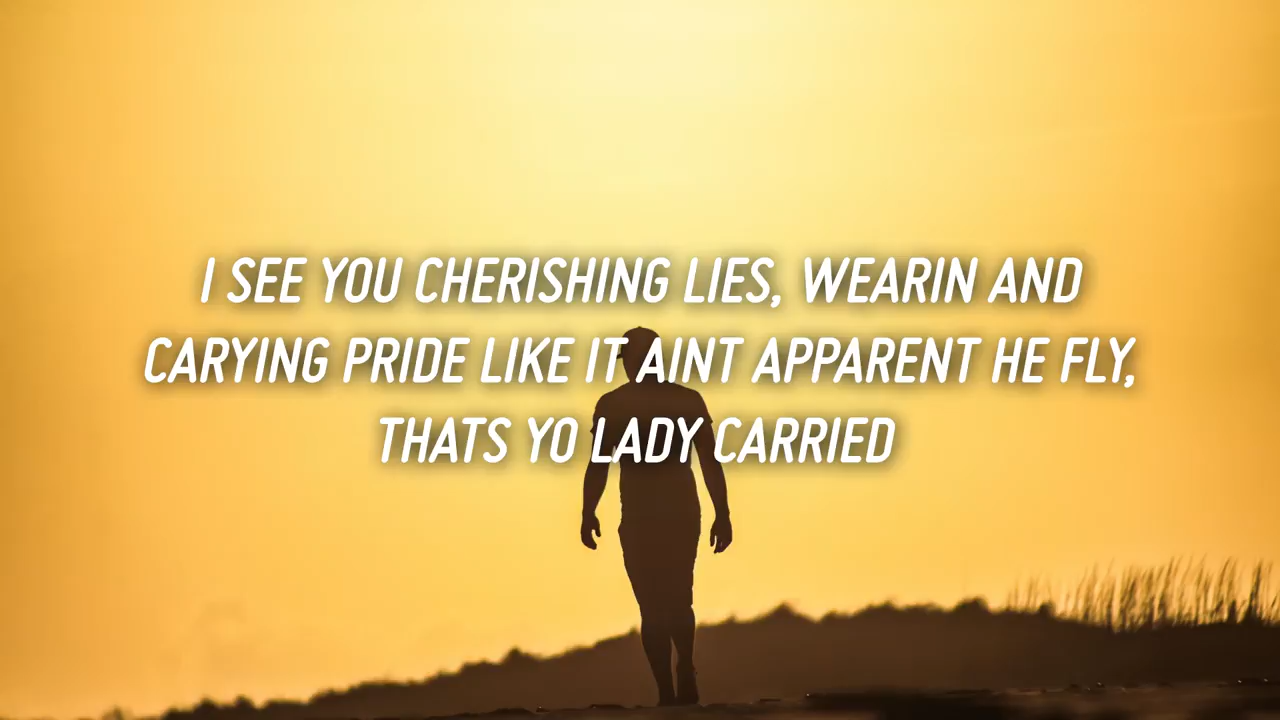 I SEE YOU CHERISHING LIES, WEARIN AND
CARYING PRIDE LIKE IT AINT APPARENT HE FLY,
THATS YO LADY CARRIED